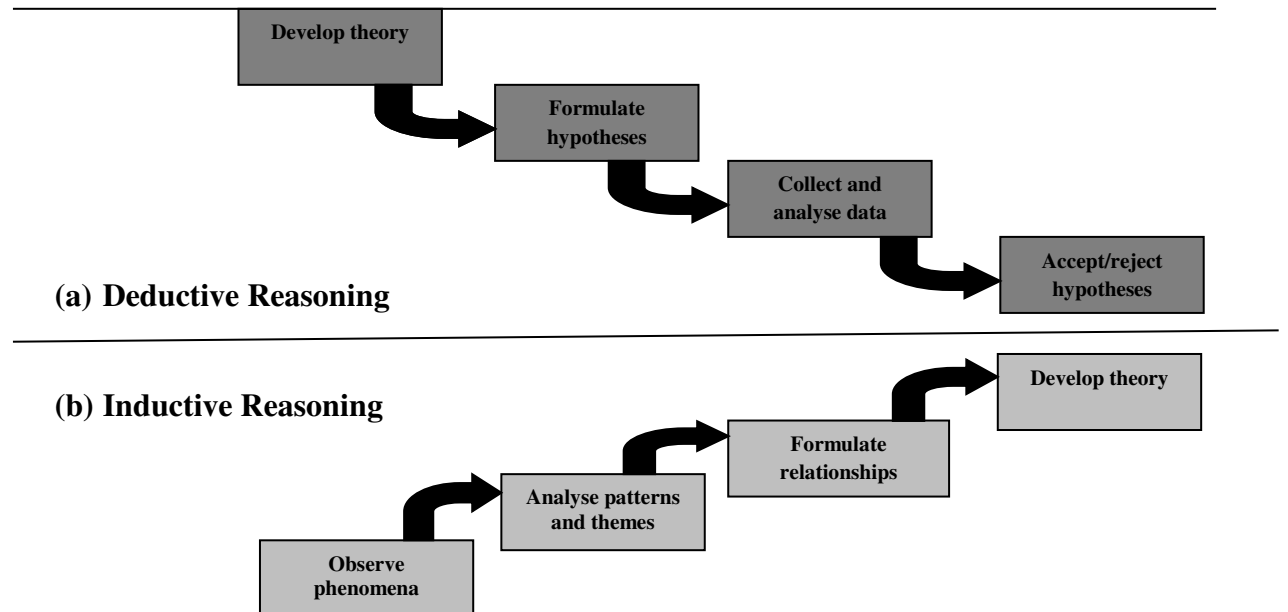 Develop theory
Formulate
hypotheses
Collect and
analyse data
Accept/reject
hypotheses
(a) Deductive Reasoning
(b) Inductive Reasoning
Develop theory
Formulate
relationships
Analyse patterns
and themes
Observe
phenomena